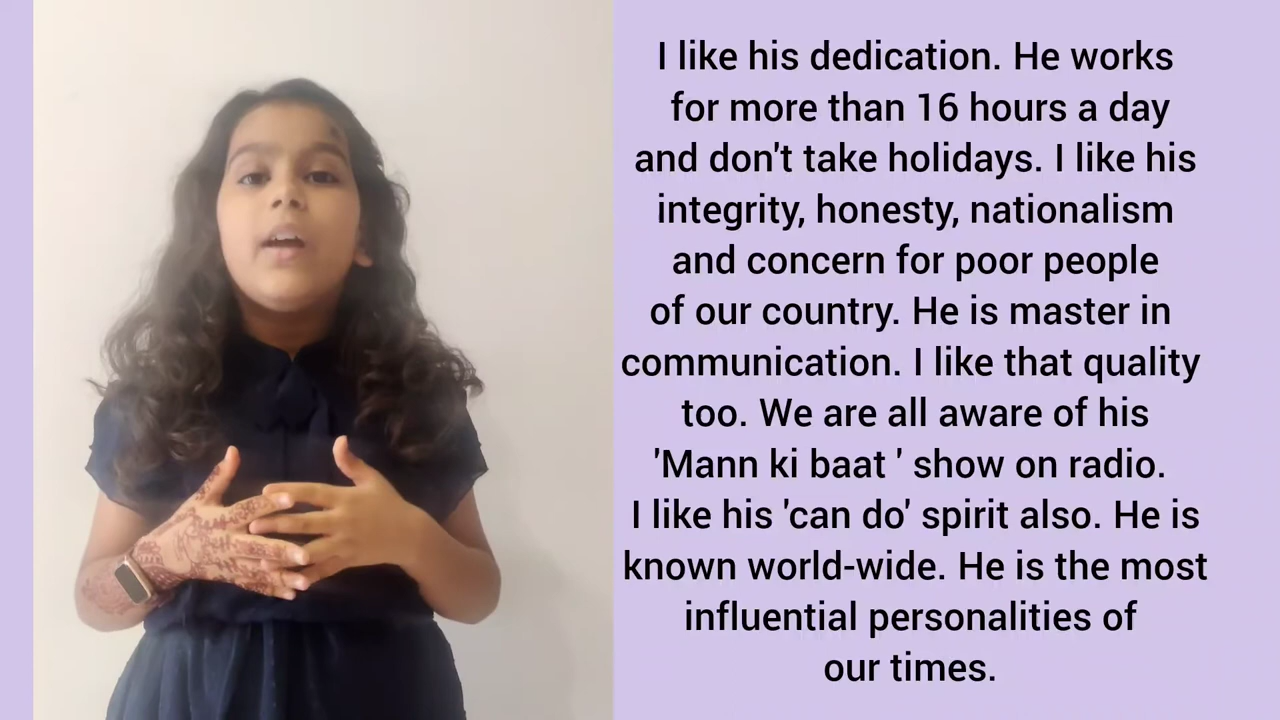 I like his dedication. He works
for more than 16 hours a day
and don't take holidays. I like his
integrity, honesty, nationalism
and concern for poor people
of our country. He is master in
communication. I like that quality
too. We are all aware of his
'Mann ki baat ' show on radio.
I like his 'can do' spirit also. He is
known world-wide. He is the most
influential personalities of
our times.